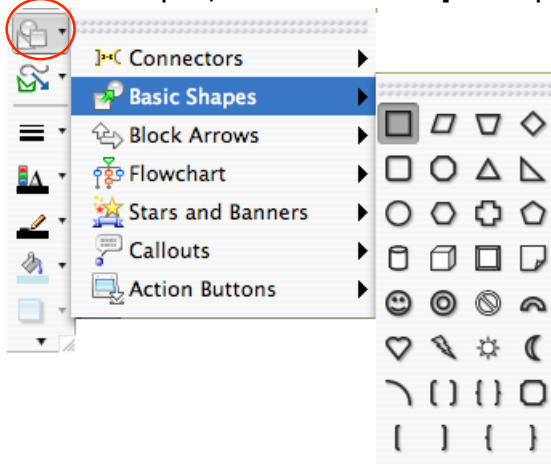 Connectors
Basic Shapes
Block Arrows
Flowchart
Stars and Banners
Callouts
Action Buttons